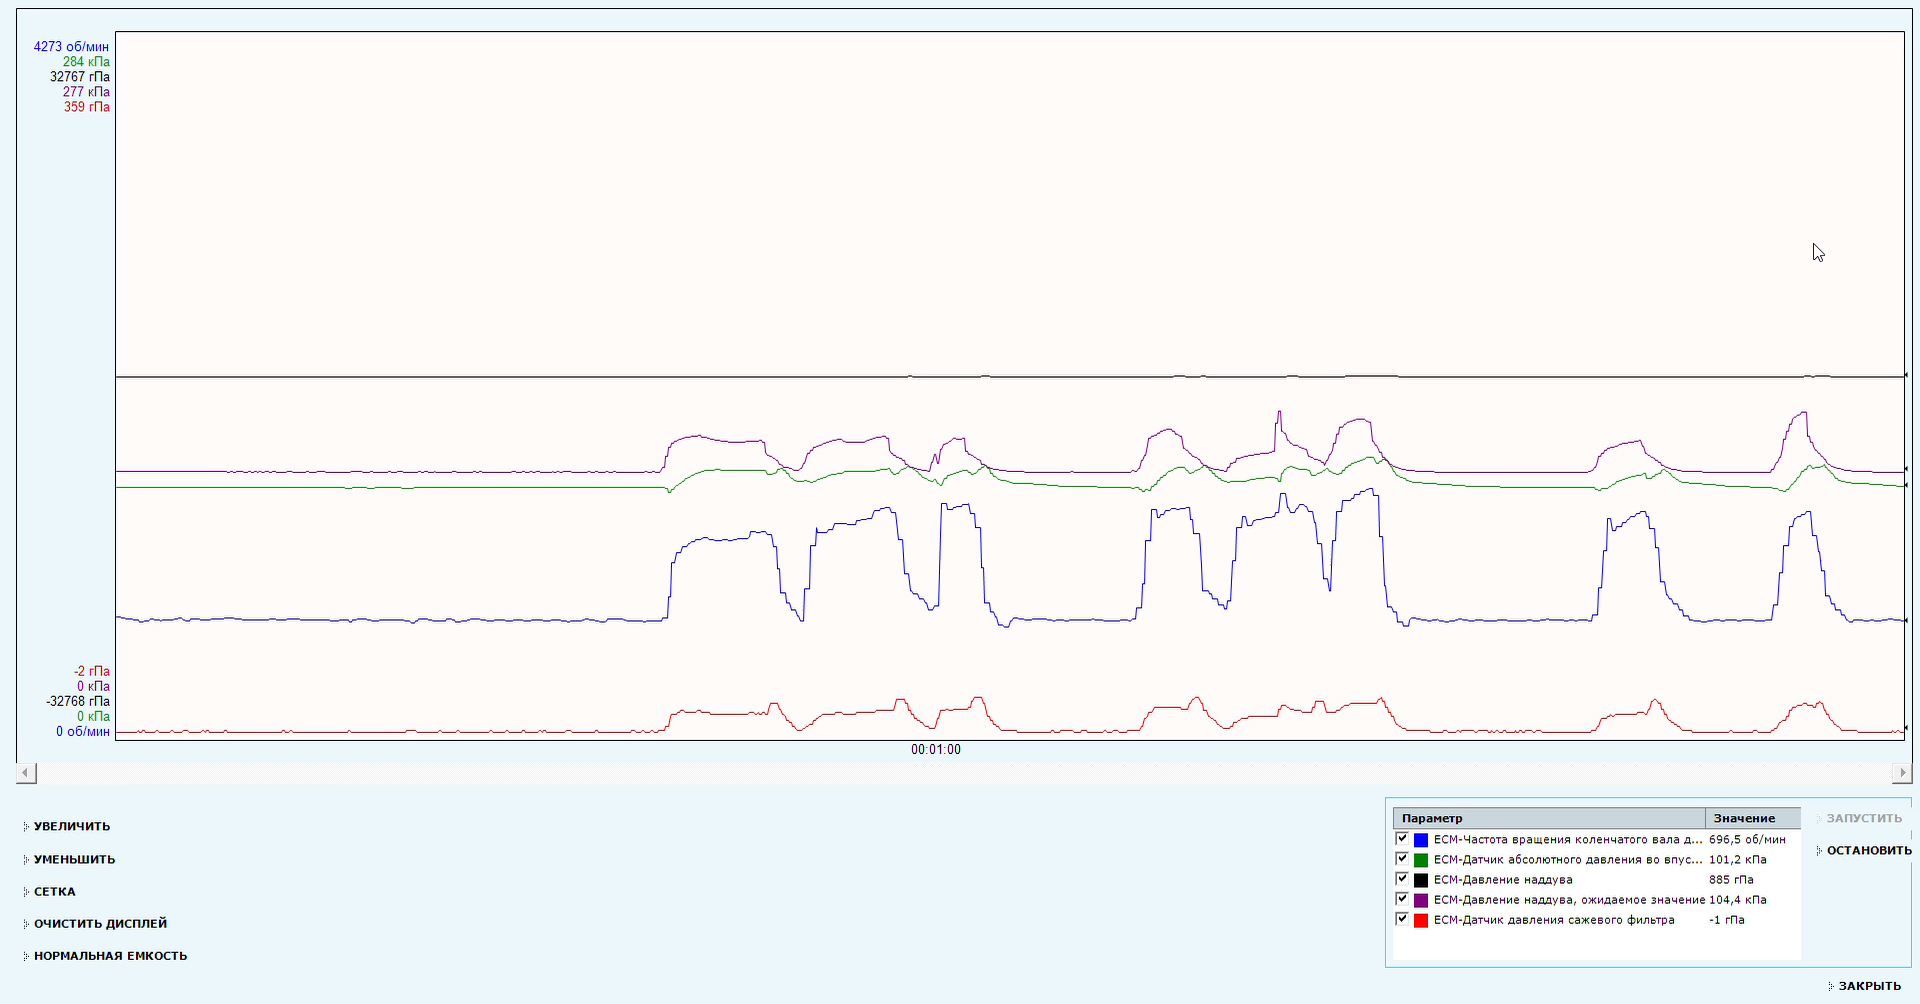 4273 об/мин
284 кПа
32767 гПа
277 кПа
359 гПа
-2 гПа
0 кПа
-32768 гПа
0 кПа
0 об/мин
00:01:00
УВЕЛИЧИТЬ
УМЕНЬШИТЬ
СЕТКА
ОЧИСТИТЬ ДИСПЛЕЙ
НОРМАЛЬНАЯ ЕМКОСТЬ
Параметр Значение
ECM-Частота вращения коленчатого вала д... 696,5 об/мин
ECM-Датчик абсолютного давления во впус... 101,2 кПа
ECM-Давление наддува 885 гПа
ECM-Давление наддува, ожидаемое значение 104,4 кПа
ECM-Датчик давления сажевого фильтра -1 гПа
ЗАПУСТИТЬ
ОСТАНОВИТЬ
ЗАКРЫТЬ